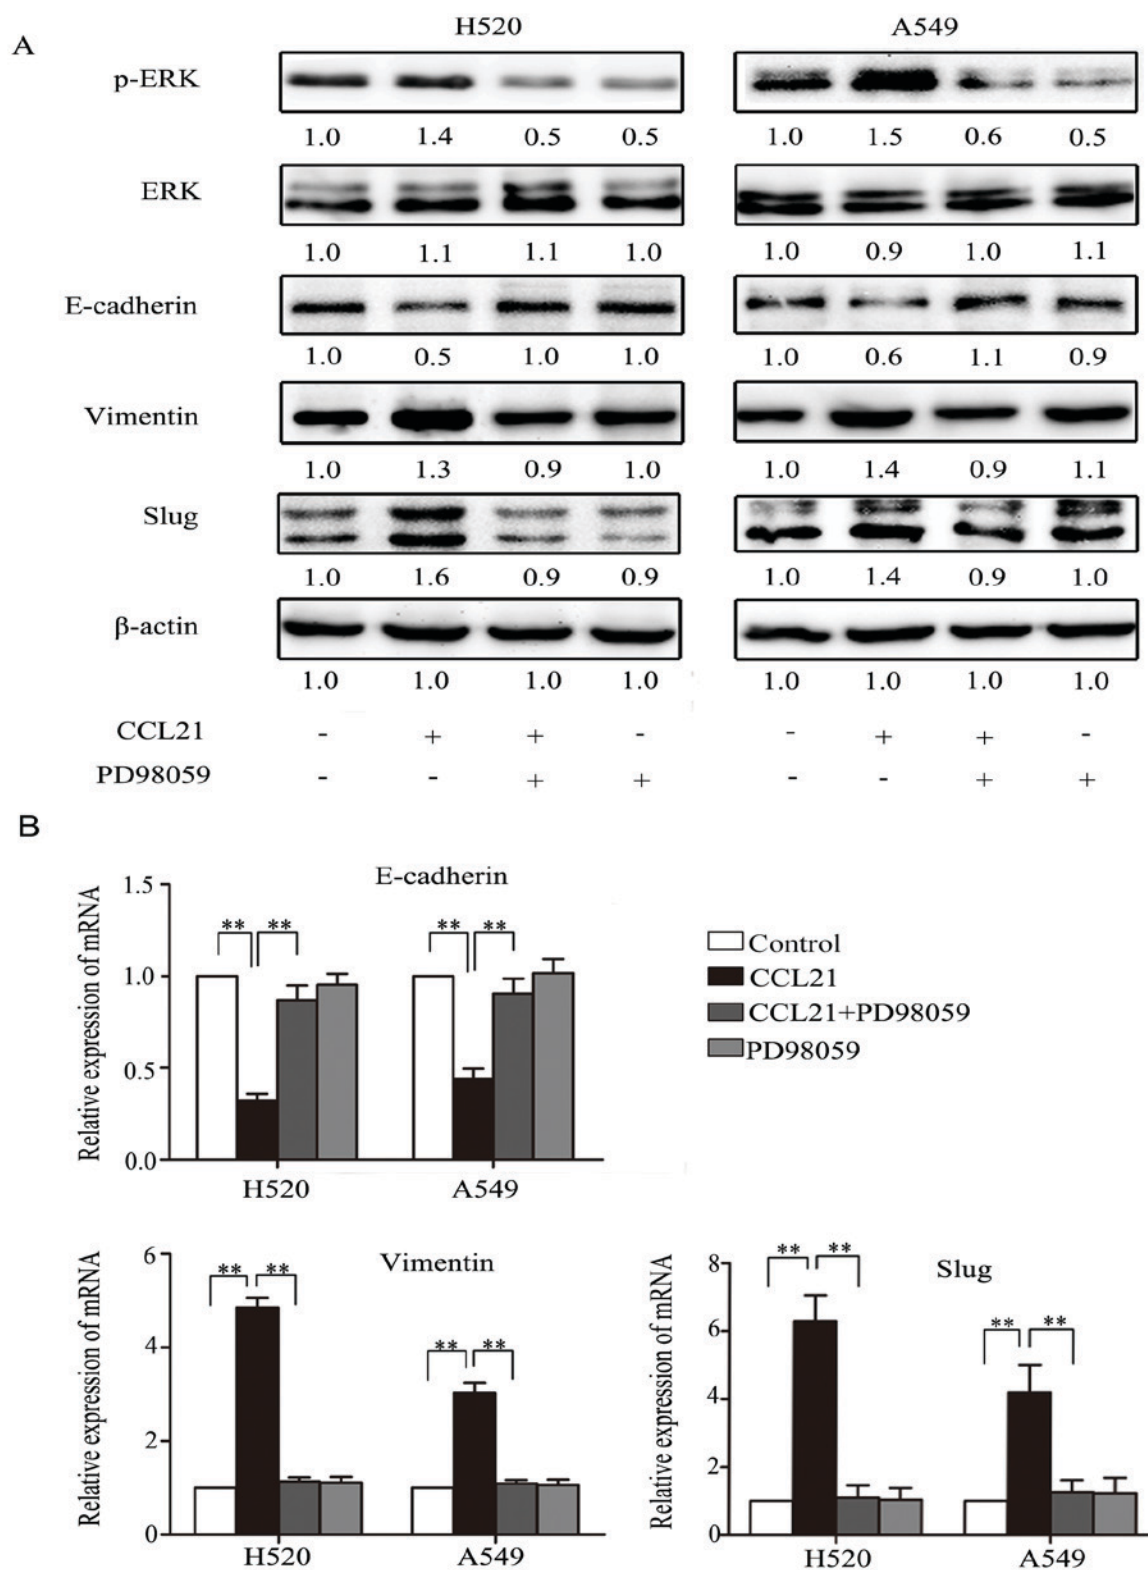 A
H520 A549
p-ERK
1.0 1.4 0.5 0.5 1.0 1.5 0.6 0.5
ERK
1.0 1.1 1.1 1.0 1.0 0.9 1.0 1.1
E-cadherin
1.0 0.5 1.0 1.0 1.0 0.6 1.1 0.9
Vimentin
1.0 1.3 0.9 1.0 1.0 1.4 0.9 1.1
Slug
1.0 1.6 0.9 0.9 1.0 1.4 0.9 1.0
β-actin
1.0 1.0 1.0 1.0 1.0 1.0 1.0 1.0
CCL21 - + + - - + + -
PD98059 - - + + - - + +
B
E-cadherin
Relative expression of mRNA
1.5
1.0
0.5
0.0
** ** ** **
H520 A549
Control
CCL21
CCL21+PD98059
PD98059
Vimentin
Relative expression of mRNA
6
4
2
0
** ** ** **
H520 A549
Slug
Relative expression of mRNA
8
6
4
2
0
** ** ** **
H520 A549